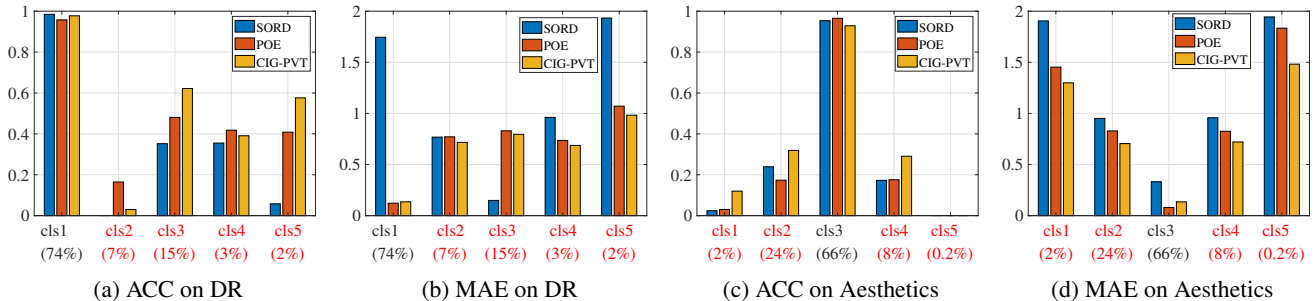 1
0.8
0.6
0.4
0.2
0
SORD
POE
CIG-PVT
cls1 cls2 cls3 cls4 cls5
(74%) (7%) (15%) (3%) (2%)
(a) ACC on DR
2
1.5
1
0.5
0
SORD
POE
CIG-PVT
cls1 cls2 cls3 cls4 cls5
(74%) (7%) (15%) (3%) (2%)
(b) MAE on DR
1
0.8
0.6
0.4
0.2
0
SORD
POE
CIG-PVT
cls1 cls2 cls3 cls4 cls5
(2%) (24%) (66%) (8%) (0.2%)
(c) ACC on Aesthetics
2
1.5
1
0.5
0
SORD
POE
CIG-PVT
cls1 cls2 cls3 cls4 cls5
(2%) (24%) (66%) (8%) (0.2%)
(d) MAE on Aesthetics